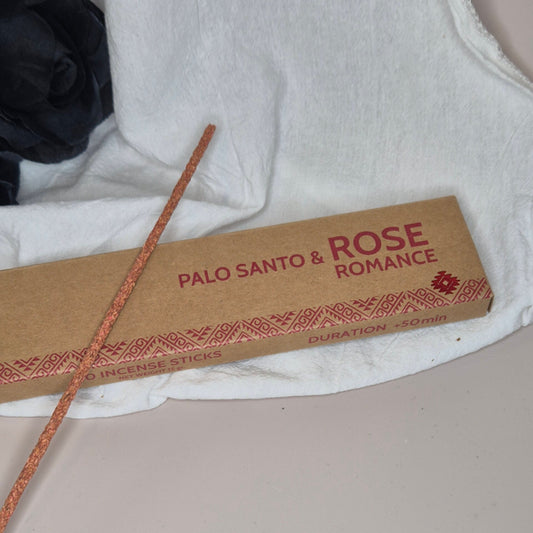 PALO SANTO & ROSE
ROMANCE
INCENSE STICKS
DURATION +50min